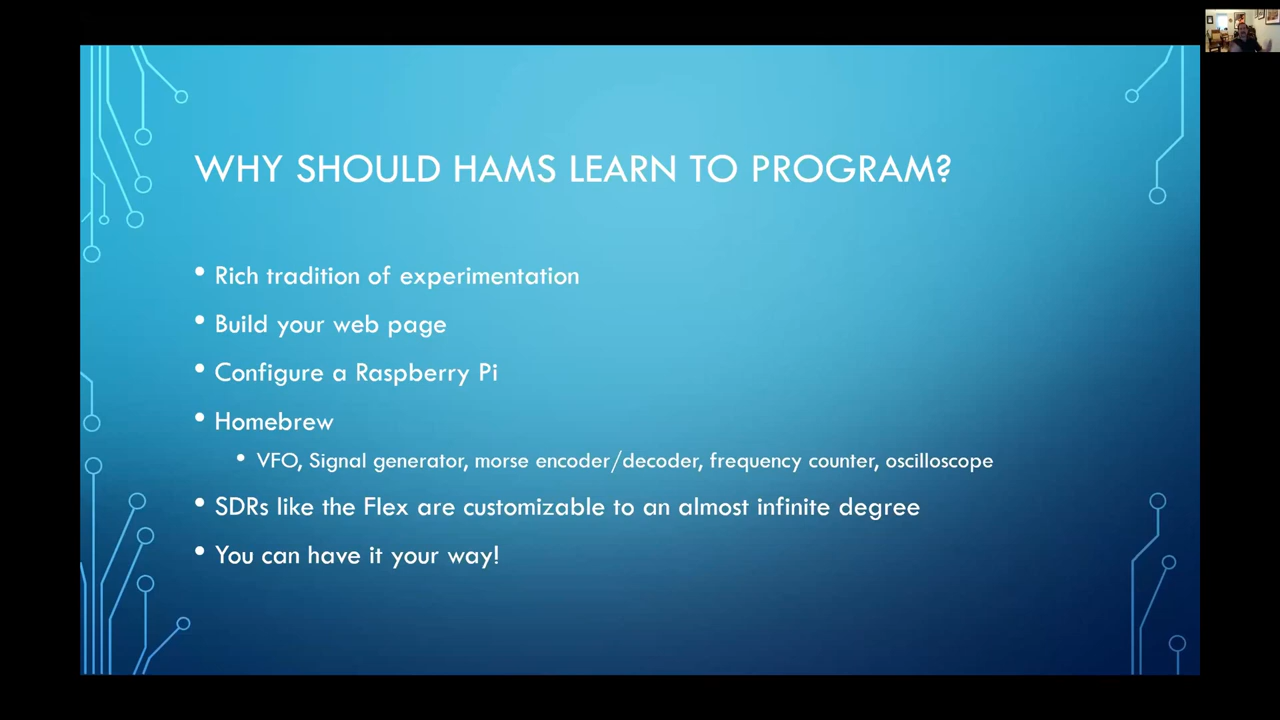 WHY SHOULD HAMS LEARN TO PROGRAM?
• Rich tradition of experimentation
• Build your web page
• Configure a Raspberry Pi
• Homebrew
• VFO, Signal generator, morse encoder/decoder, frequency counter, oscilloscope
• SDRs like the Flex are customizable to an almost infinite degree
• You can have it your way!